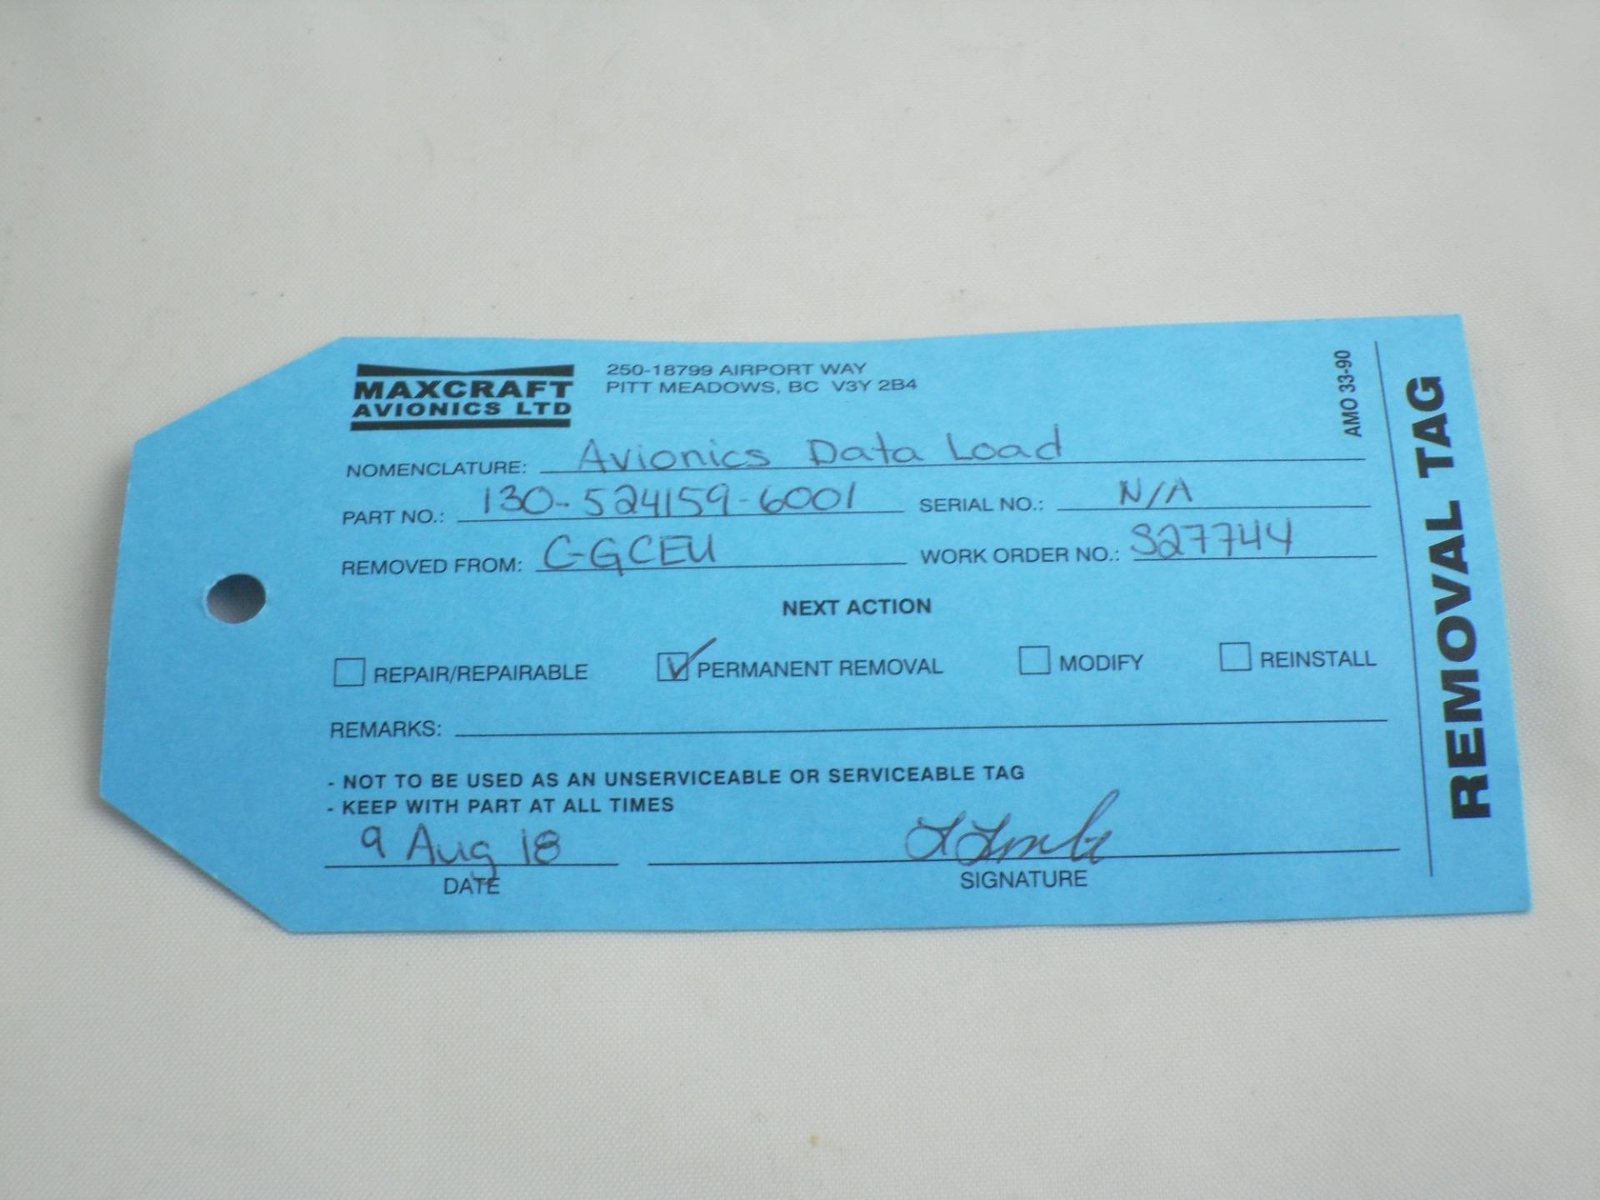 MAXCRAFT
AVIONICS LTD
250-18799 AIRPORT WAY
PITT MEADOWS, BC V3Y 2B4
AMO 33-90
REMOVAL TAG
NOMENCLATURE: Avionics Data Load
PART NO.: 130-524159-6001 SERIAL NO.: N/A
REMOVED FROM: C-GCEU WORK ORDER NO.: S27744
NEXT ACTION
REPAIR/REPAIRABLE PERMANENT REMOVAL MODIFY REINSTALL
REMARKS:
- NOT TO BE USED AS AN UNSERVICEABLE OR SERVICEABLE TAG
- KEEP WITH PART AT ALL TIMES
9 Aug 18
DATE SIGNATURE